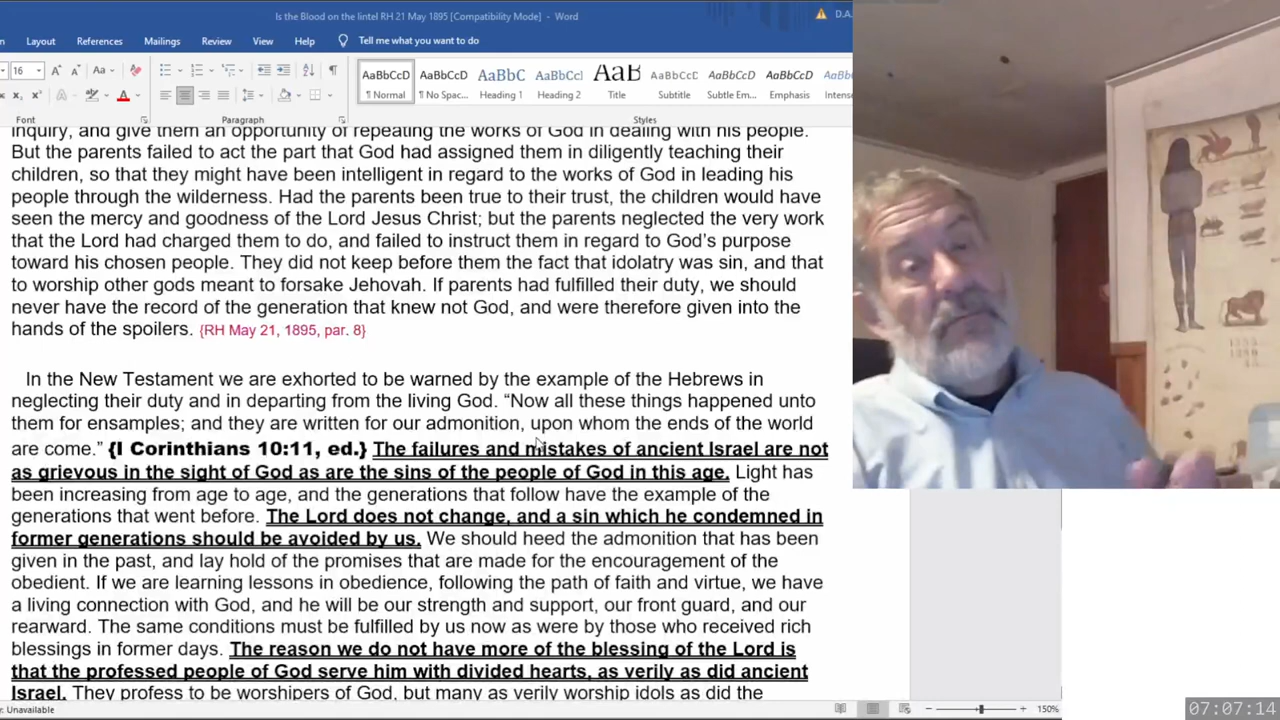 Is the Blood on the lintel RH 21 May 1895 [Compatibility Mode] - Word
D.A.
Layout References Mailings Review View Help Tell me what you want to do
16 Aa
AaBbCcD AaBbCcD AaBbC AaBbCcI AaB AaBbCcD AaBbCcD AaBbCcD AaBbC
¶ Normal ¶ No Spac... Heading 1 Heading 2 Title Subtitle Subtle Em... Emphasis Intense
Font Paragraph Styles
inquiry, and give them an opportunity of repeating the works of God in dealing with his people.
But the parents failed to act the part that God had assigned them in diligently teaching their
children, so that they might have been intelligent in regard to the works of God in leading his
people through the wilderness. Had the parents been true to their trust, the children would have
seen the mercy and goodness of the Lord Jesus Christ; but the parents neglected the very work
that the Lord had charged them to do, and failed to instruct them in regard to God’s purpose
toward his chosen people. They did not keep before them the fact that idolatry was sin, and that
to worship other gods meant to forsake Jehovah. If parents had fulfilled their duty, we should
never have the record of the generation that knew not God, and were therefore given into the
hands of the spoilers. {RH May 21, 1895, par. 8}
In the New Testament we are exhorted to be warned by the example of the Hebrews in
neglecting their duty and in departing from the living God. “Now all these things happened unto
them for ensamples; and they are written for our admonition, upon whom the ends of the world
are come.” {I Corinthians 10:11, ed.} The failures and mistakes of ancient Israel are not
as grievous in the sight of God as are the sins of the people of God in this age. Light has
been increasing from age to age, and the generations that follow have the example of the
generations that went before. The Lord does not change, and a sin which he condemned in
former generations should be avoided by us. We should heed the admonition that has been
given in the past, and lay hold of the promises that are made for the encouragement of the
obedient. If we are learning lessons in obedience, following the path of faith and virtue, we have
a living connection with God, and he will be our strength and support, our front guard, and our
rearward. The same conditions must be fulfilled by us now as were by those who received rich
blessings in former days. The reason we do not have more of the blessing of the Lord is
that the professed people of God serve him with divided hearts, as verily as did ancient
Israel. They profess to be worshipers of God, but many as verily worship idols as did the
: Unavailable
150%
07:07:14